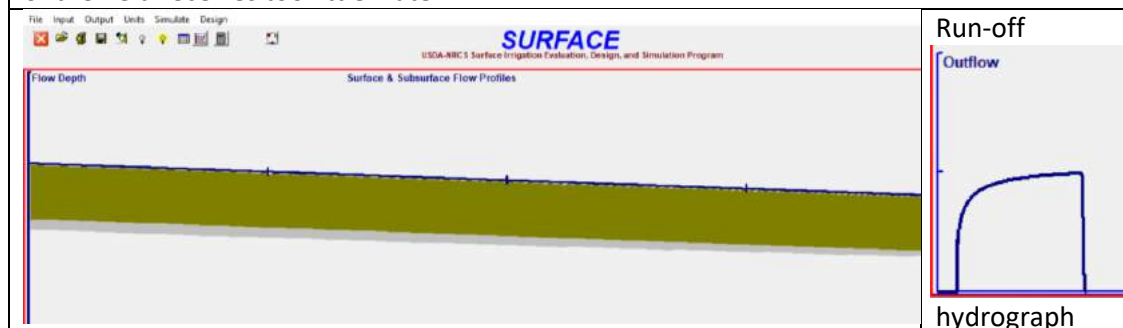 File Input Output Units Simulate Design
SURFACE
USDA-NRCS Surface Irrigation Evaluation, Design, and Simulation Program
Flow Depth
Surface & Subsurface Flow Profiles
Run-off
Outflow
hydrograph